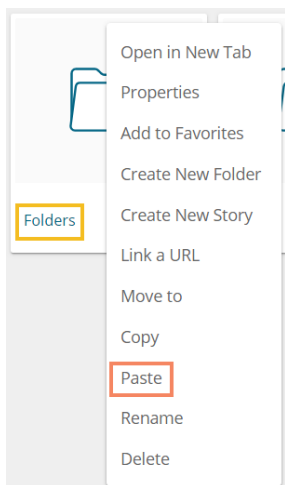 Open in New Tab
Properties
Add to Favorites
Create New Folder
Folders
Create New Story
Link a URL
Move to
Copy
Paste
Rename
Delete